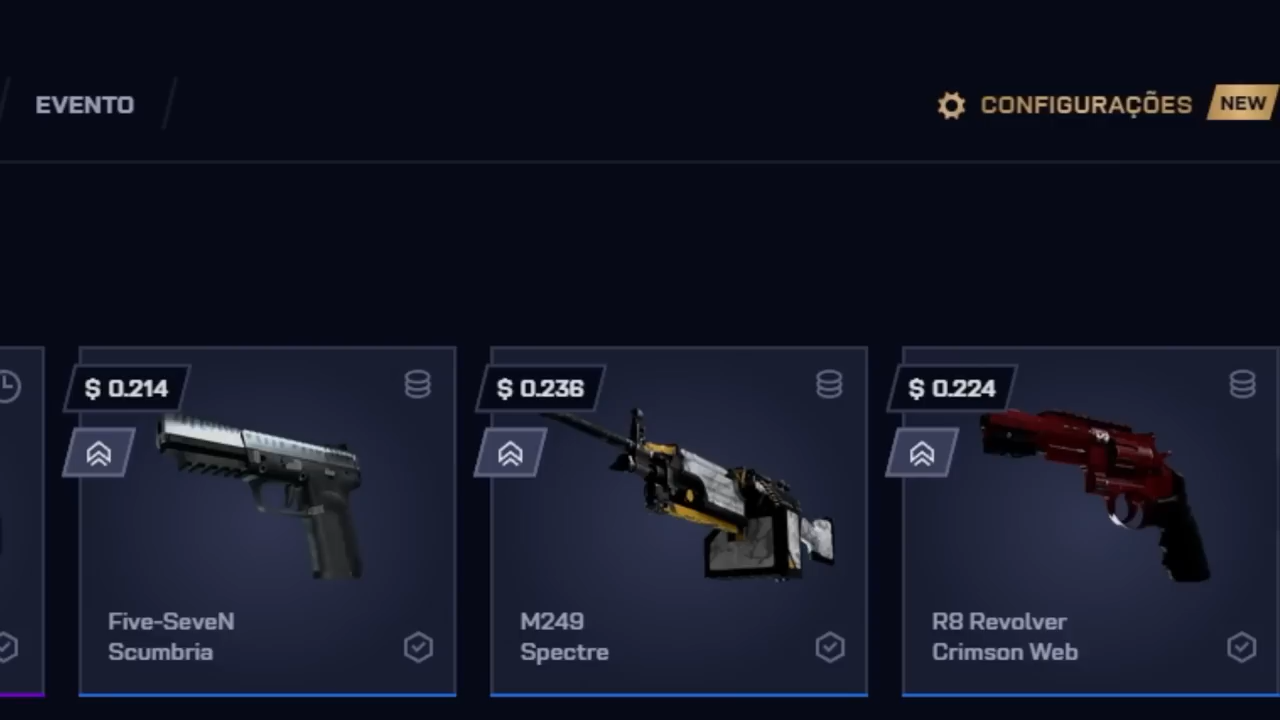 EVENTO
CONFIGURAÇÕES NEW
$ 0.214
$ 0.236
$ 0.224
Five-SeveN
Scumbria
M249
Spectre
R8 Revolver
Crimson Web